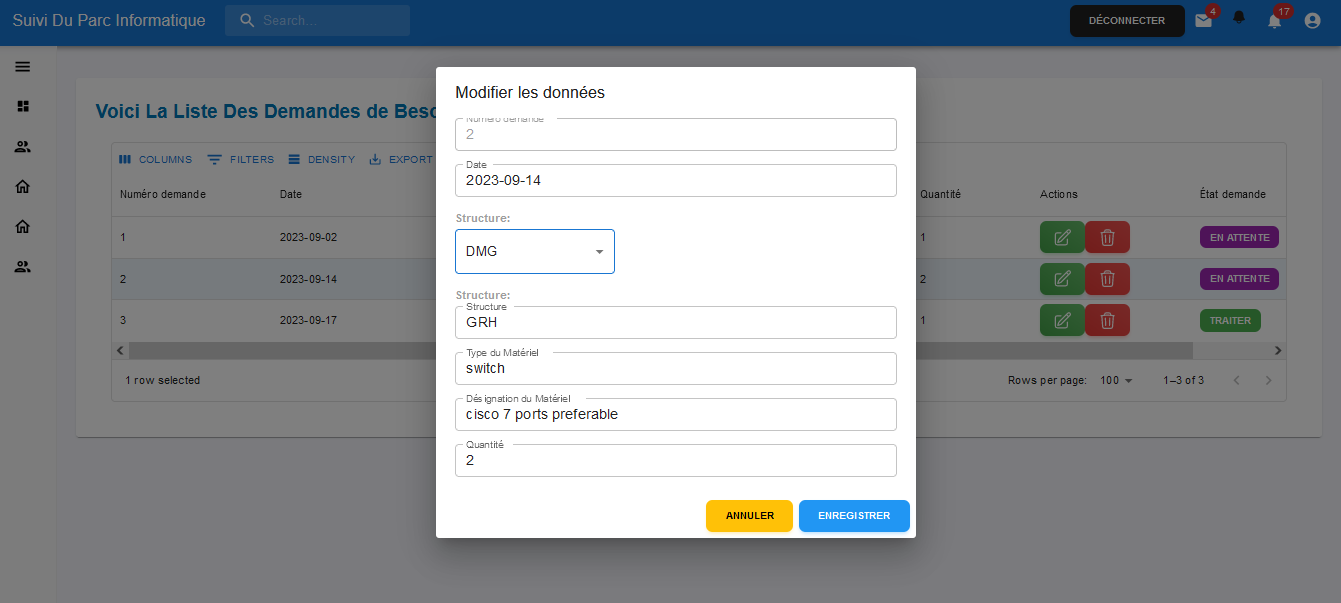 Suivi Du Parc Informatique
Search...
DÉCONNECTER
4
17
Voici La Liste Des Demandes de
COLUMNS
FILTERS
DENSITY
EXPORT
Numéro demande
Date
Quantité
Actions
État demande
1
2023-09-02
1
EN ATTENTE
2
2023-09-14
2
EN ATTENTE
3
2023-09-17
1
TRAITER
1 row selected
Rows per page:
100
1–3 of 3
Modifier les données
Numéro demande
2
Date
2023-09-14
Structure:
DMG
Structure:
Structure
GRH
Type du Matériel
switch
Désignation du Matériel
cisco 7 ports preferable
Quantité
2
ANNULER
ENREGISTRER